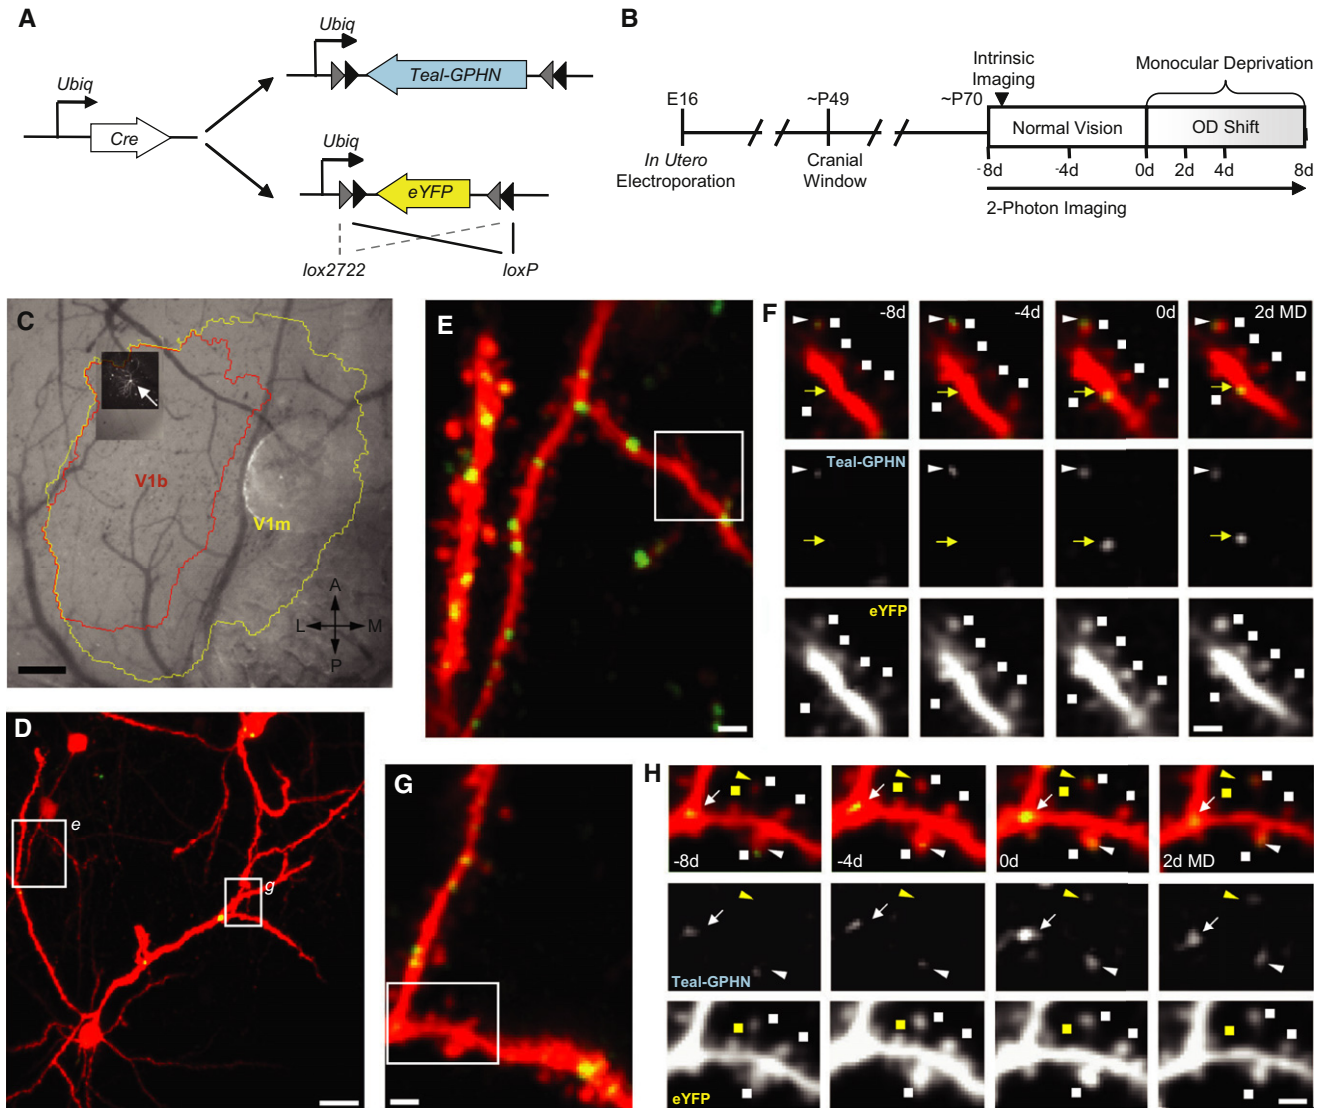 A
Ubiq
Cre
Ubiq
Teal-GPHN
Ubiq
eYFP
lox2722
loxP
B
E16
In Utero
Electroporation
~P49
Cranial
Window
~P70
Intrinsic
Imaging
Monocular Deprivation
Normal Vision
OD Shift
-8d
-4d
0d
2d
4d
8d
2-Photon Imaging
C
V1b
V1m
A
L
M
P
D
e
g
E
F
-8d
-4d
0d
2d MD
Teal-GPHN
eYFP
G
H
-8d
-4d
0d
2d MD
Teal-GPHN
eYFP